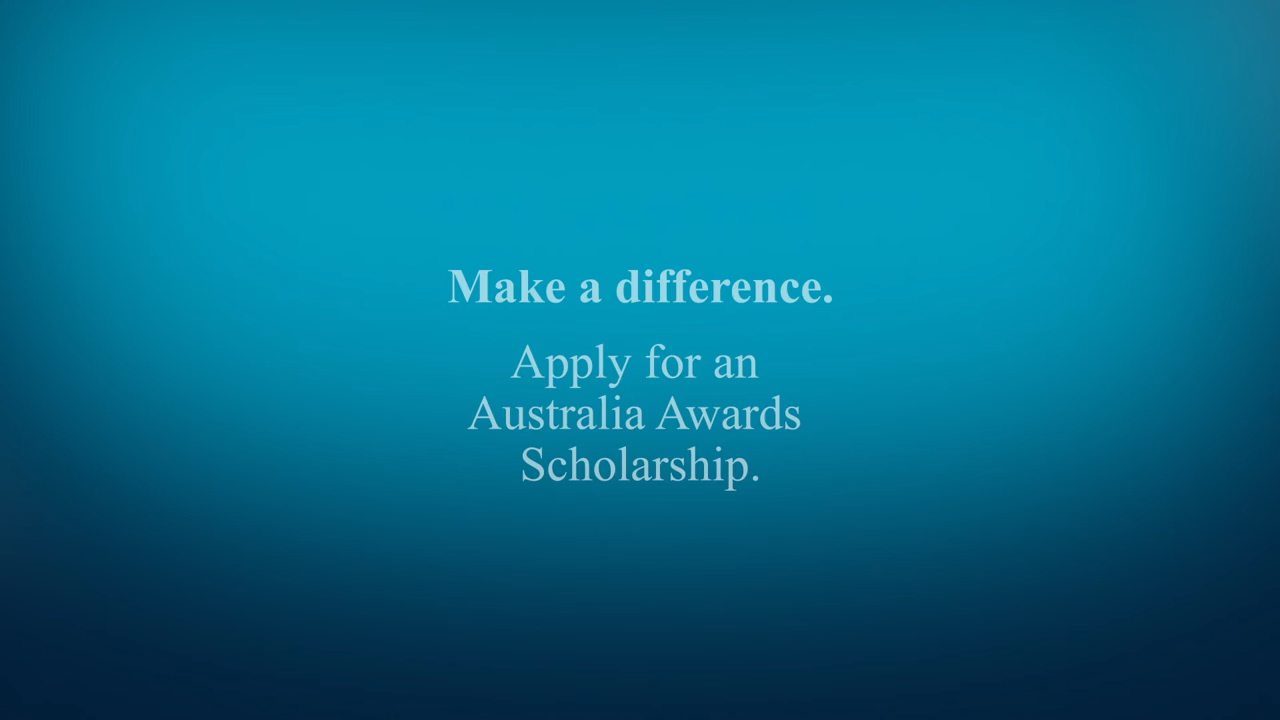 Make a difference.
Apply for an
Australia Awards
Scholarship.